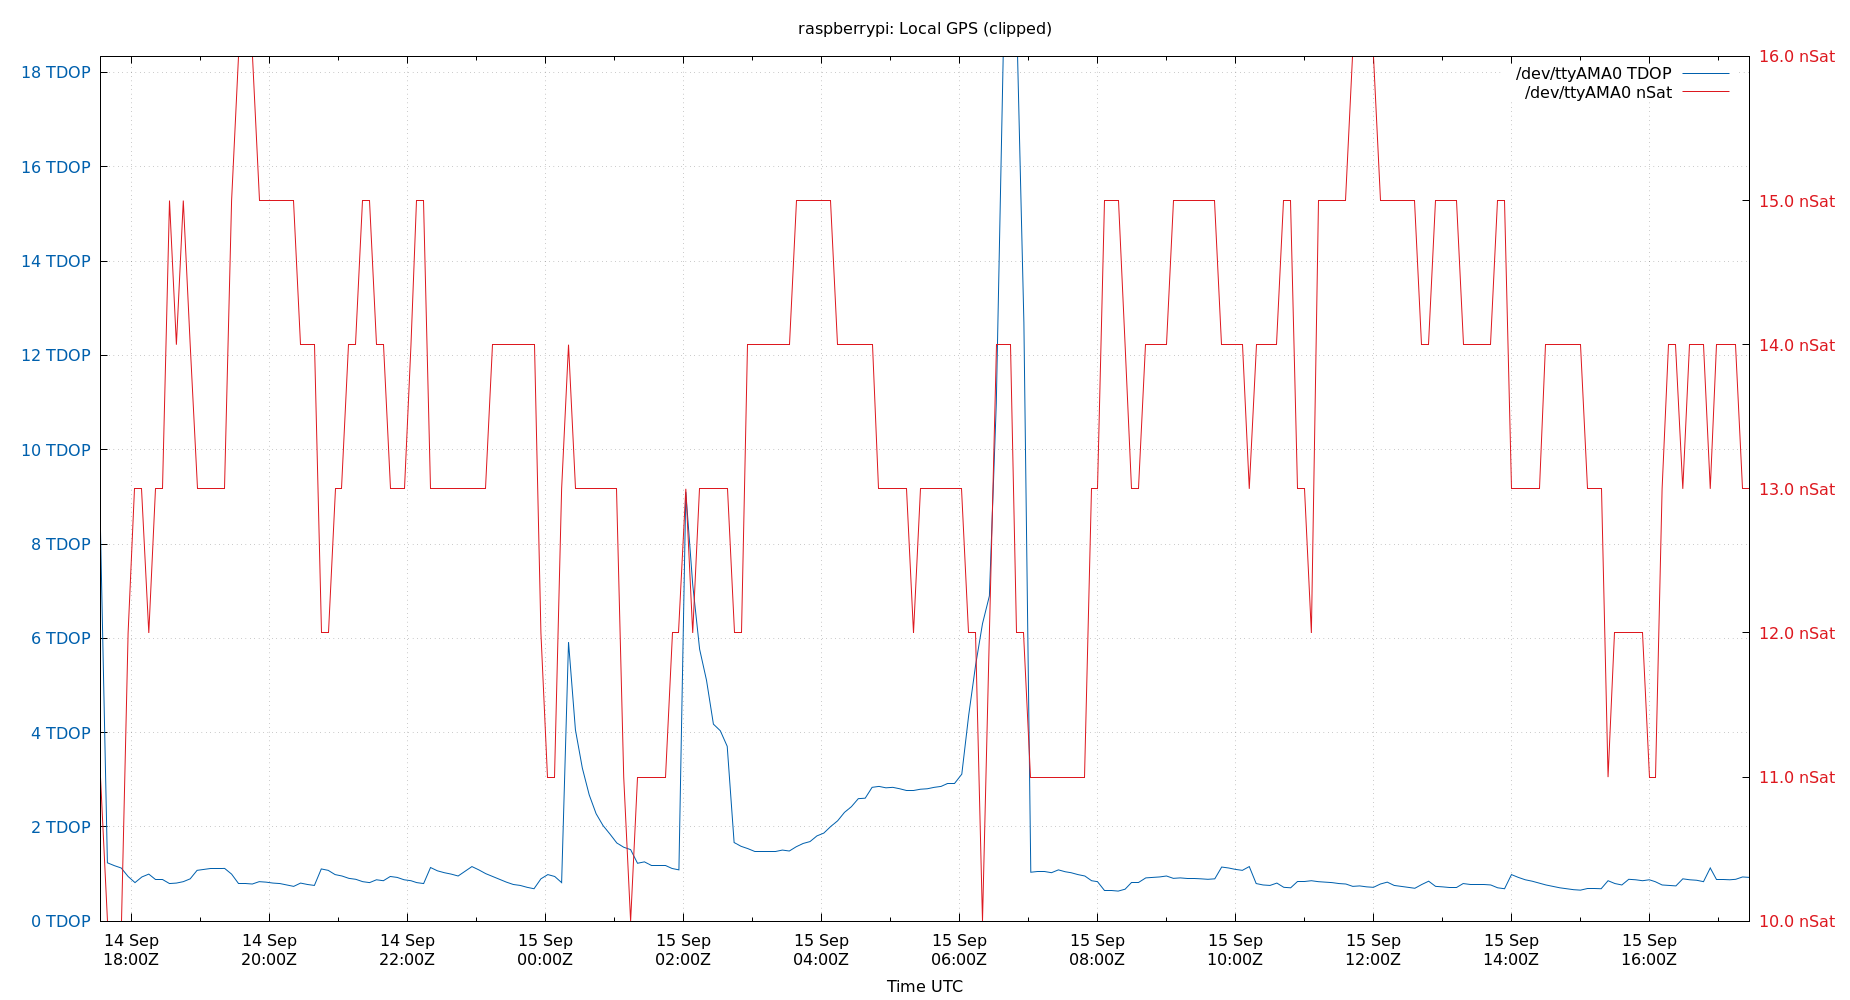 raspberrypi: Local GPS (clipped)
/dev/ttyAMA0 TDOP
/dev/ttyAMA0 nSat
18 TDOP
16 TDOP
14 TDOP
12 TDOP
10 TDOP
8 TDOP
6 TDOP
4 TDOP
2 TDOP
0 TDOP
16.0 nSat
15.0 nSat
14.0 nSat
13.0 nSat
12.0 nSat
11.0 nSat
10.0 nSat
14 Sep 14 Sep 14 Sep 15 Sep 15 Sep 15 Sep 15 Sep 15 Sep 15 Sep 15 Sep 15 Sep 15 Sep
18:00Z 20:00Z 22:00Z 00:00Z 02:00Z 04:00Z 06:00Z 08:00Z 10:00Z 12:00Z 14:00Z 16:00Z
Time UTC